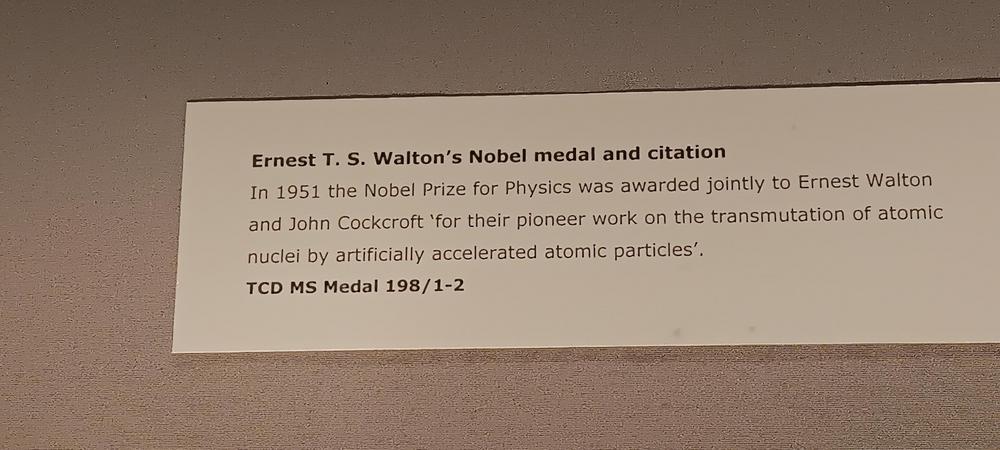 Ernest T. S. Walton’s Nobel medal and citation
In 1951 the Nobel Prize for Physics was awarded jointly to Ernest Walton
and John Cockcroft ‘for their pioneer work on the transmutation of atomic
nuclei by artificially accelerated atomic particles’.
TCD MS Medal 198/1-2